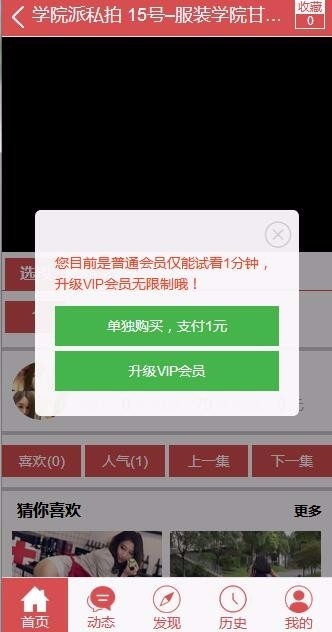 学院派私拍 15号–服装学院甘...
收藏
0
选
您目前是普通会员仅能试看1分钟，
升级VIP会员无限制哦！
单独购买，支付1元
升级VIP会员
元
喜欢(0)
人气(1)
上一集
下一集
猜你喜欢
更多
首页
动态
发现
历史
我的